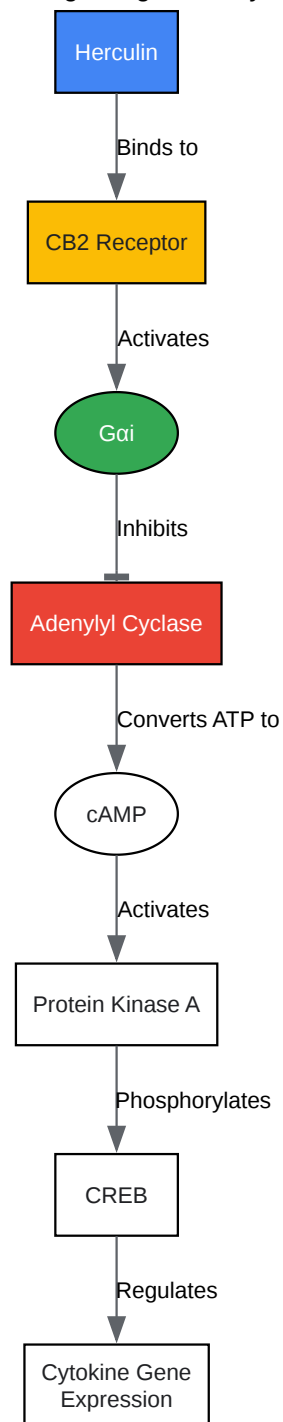 Herculin
Binds to
CB2 Receptor
Activates
Gαi
Inhibits
Adenylyl Cyclase
Converts ATP to
cAMP
Activates
Protein Kinase A
Phosphorylates
CREB
Regulates
Cytokine Gene
Expression